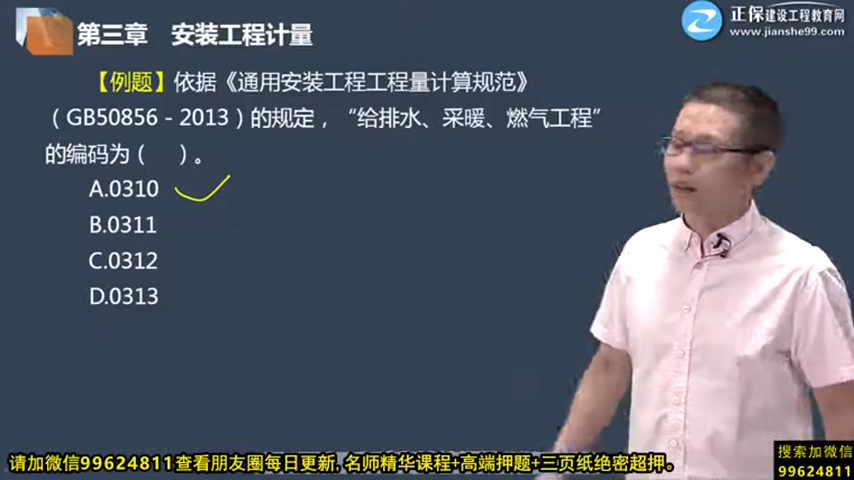 第三章 安装工程计量
正保建设工程教育网
www.jianshe99.com
【例题】依据《通用安装工程工程量计算规范》
（GB50856－2013）的规定，“给排水、采暖、燃气工程”
的编码为（ ）。
A.0310
B.0311
C.0312
D.0313
请加微信99624811查看朋友圈每日更新,名师精华课程+高端押题+三页纸绝密超押。
搜索加微信
99624811